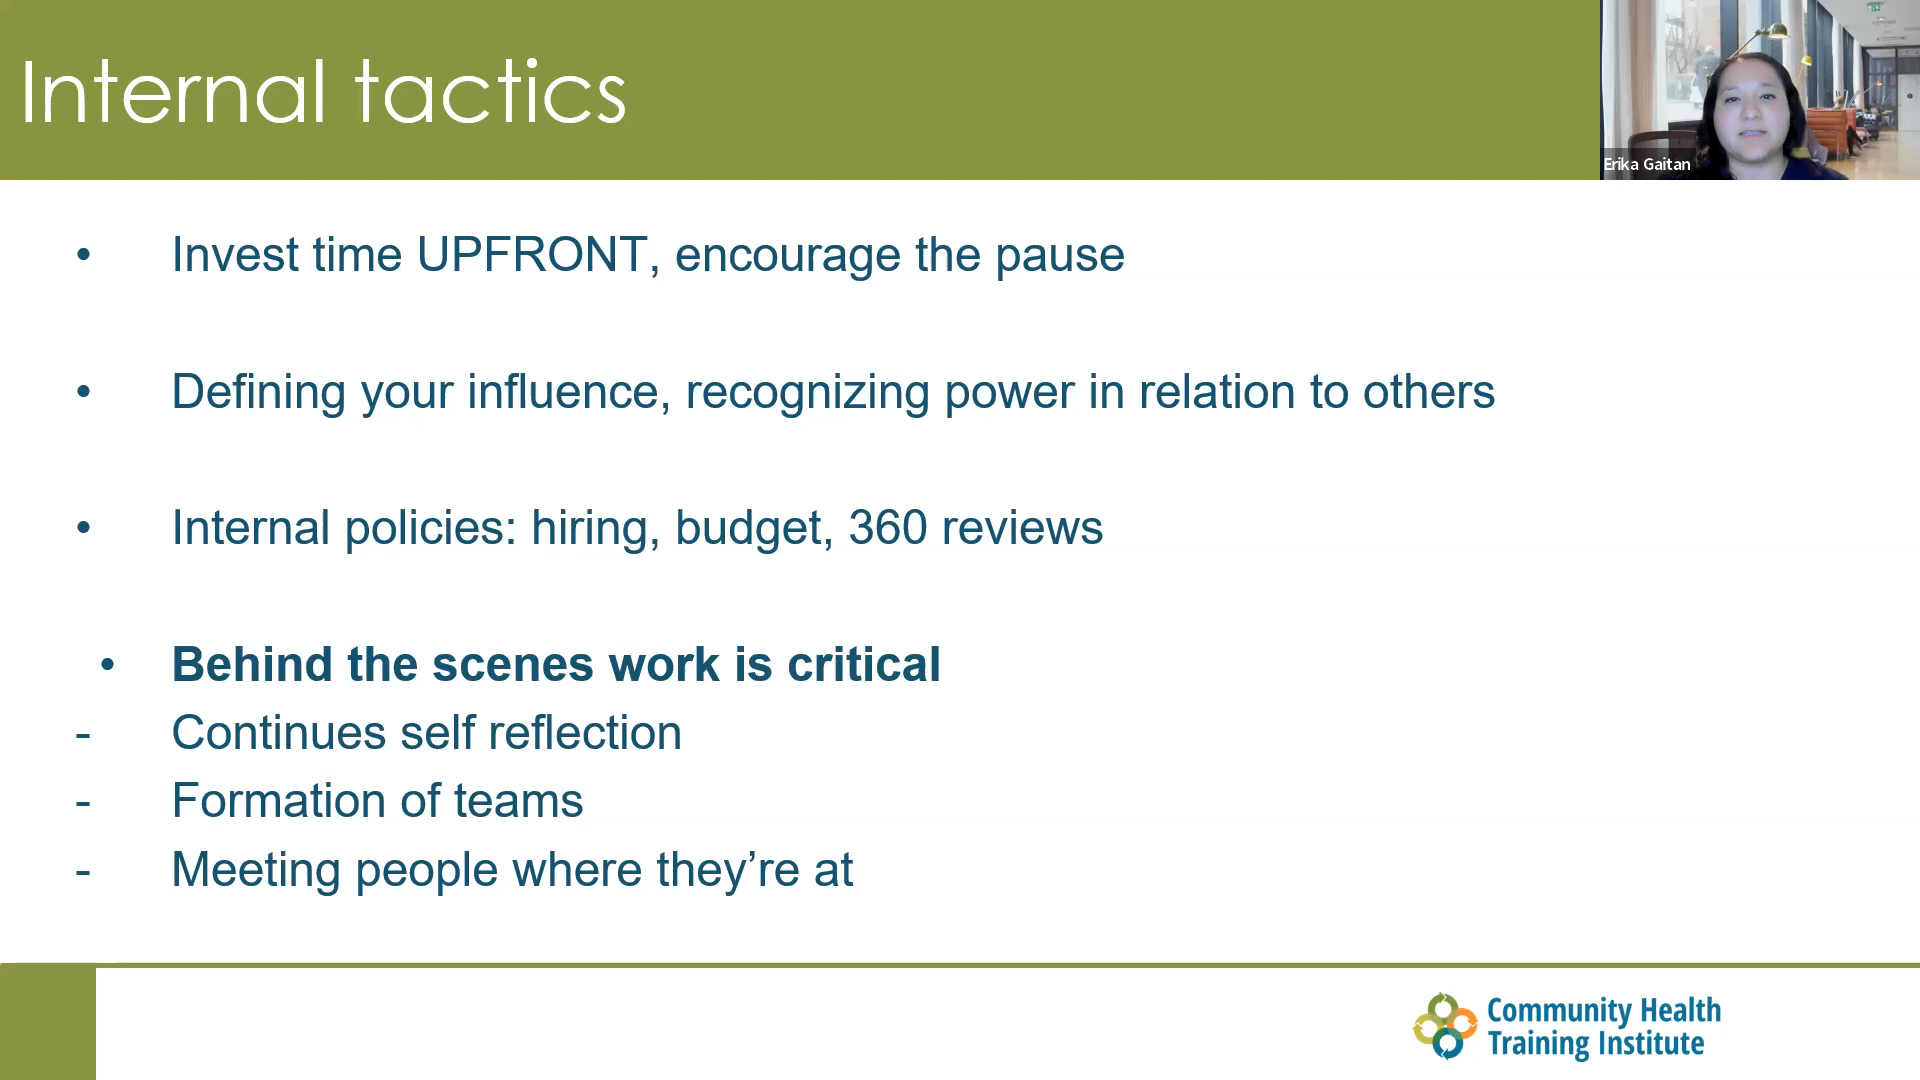 Internal tactics
Erika Gaitan
• Invest time UPFRONT, encourage the pause
• Defining your influence, recognizing power in relation to others
• Internal policies: hiring, budget, 360 reviews
• Behind the scenes work is critical
- Continues self reflection
- Formation of teams
- Meeting people where they’re at
Community Health
Training Institute